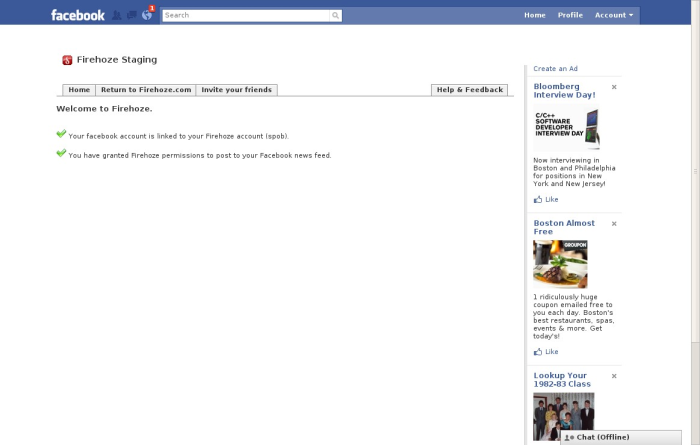 facebook
1
Search
Home Profile Account
Firehoze Staging
Home Return to Firehoze.com Invite your friends Help & Feedback
Welcome to Firehoze.
Your facebook account is linked to your Firehoze account (spob).
You have granted Firehoze permissions to post to your Facebook news feed.
Create an Ad
Bloomberg
Interview Day!
C/C++
SOFTWARE
DEVELOPER
INTERVIEW DAY
Now interviewing in
Boston and Philadelphia
for positions in New
York and New Jersey!
Like
Boston Almost
Free
GROUPON
1 ridiculously huge
coupon emailed free to
you each day. Boston's
best restaurants, spas,
events & more. Get
today's!
Like
Lookup Your
1982-83 Class
Chat (Offline)